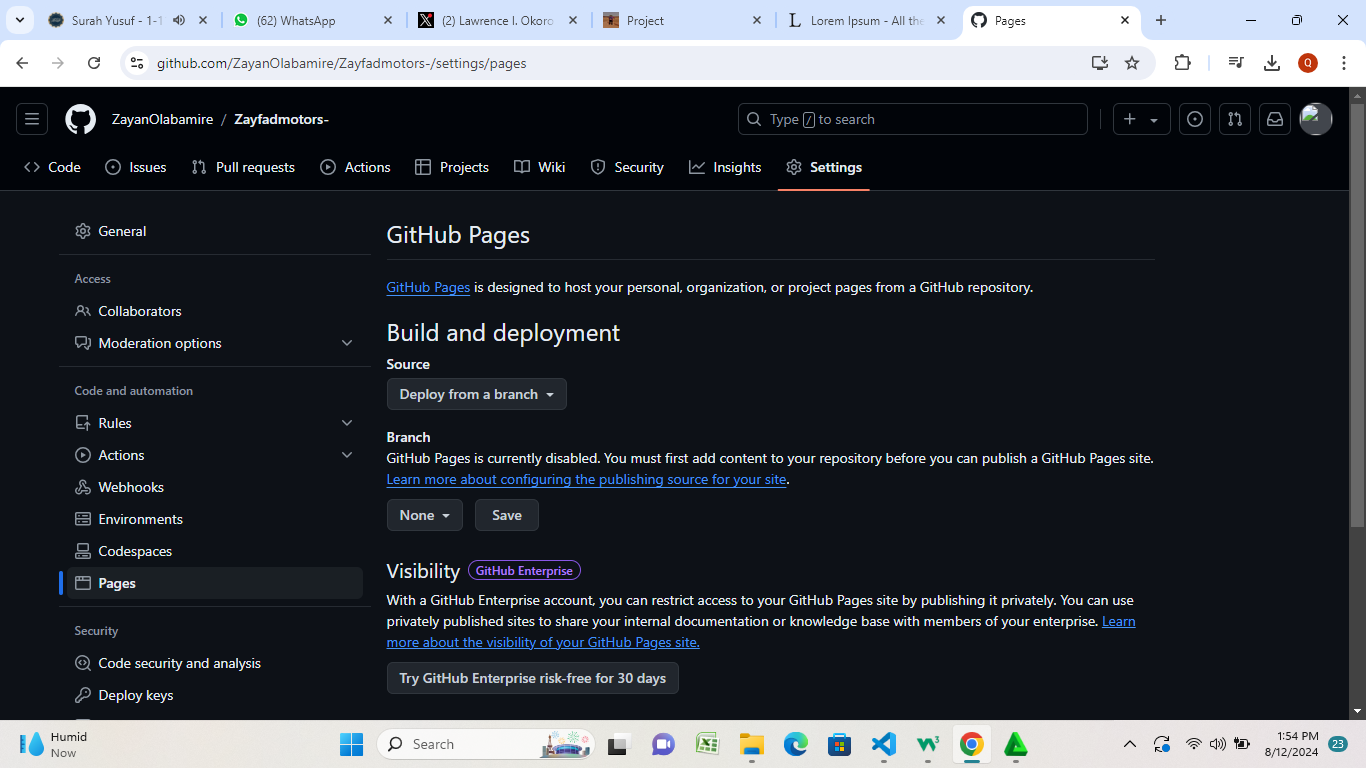 Surah Yusuf - 1-1
(62) WhatsApp
(2) Lawrence I. Okoro
Project
Lorem Ipsum - All the
Pages
github.com/ZayanOlabamire/Zayfadmotors-/settings/pages
Q
ZayanOlabamire / Zayfadmotors-
Type / to search
Code
Issues
Pull requests
Actions
Projects
Wiki
Security
Insights
Settings
General
Access
Collaborators
Moderation options
Code and automation
Rules
Actions
Webhooks
Environments
Codespaces
Pages
Security
Code security and analysis
Deploy keys
GitHub Pages
GitHub Pages is designed to host your personal, organization, or project pages from a GitHub repository.
Build and deployment
Source
Deploy from a branch
Branch
GitHub Pages is currently disabled. You must first add content to your repository before you can publish a GitHub Pages site.
Learn more about configuring the publishing source for your site.
None
Save
Visibility GitHub Enterprise
With a GitHub Enterprise account, you can restrict access to your GitHub Pages site by publishing it privately. You can use
privately published sites to share your internal documentation or knowledge base with members of your enterprise. Learn
more about the visibility of your GitHub Pages site.
Try GitHub Enterprise risk-free for 30 days
Humid
Now
Search
1:54 PM
8/12/2024
23